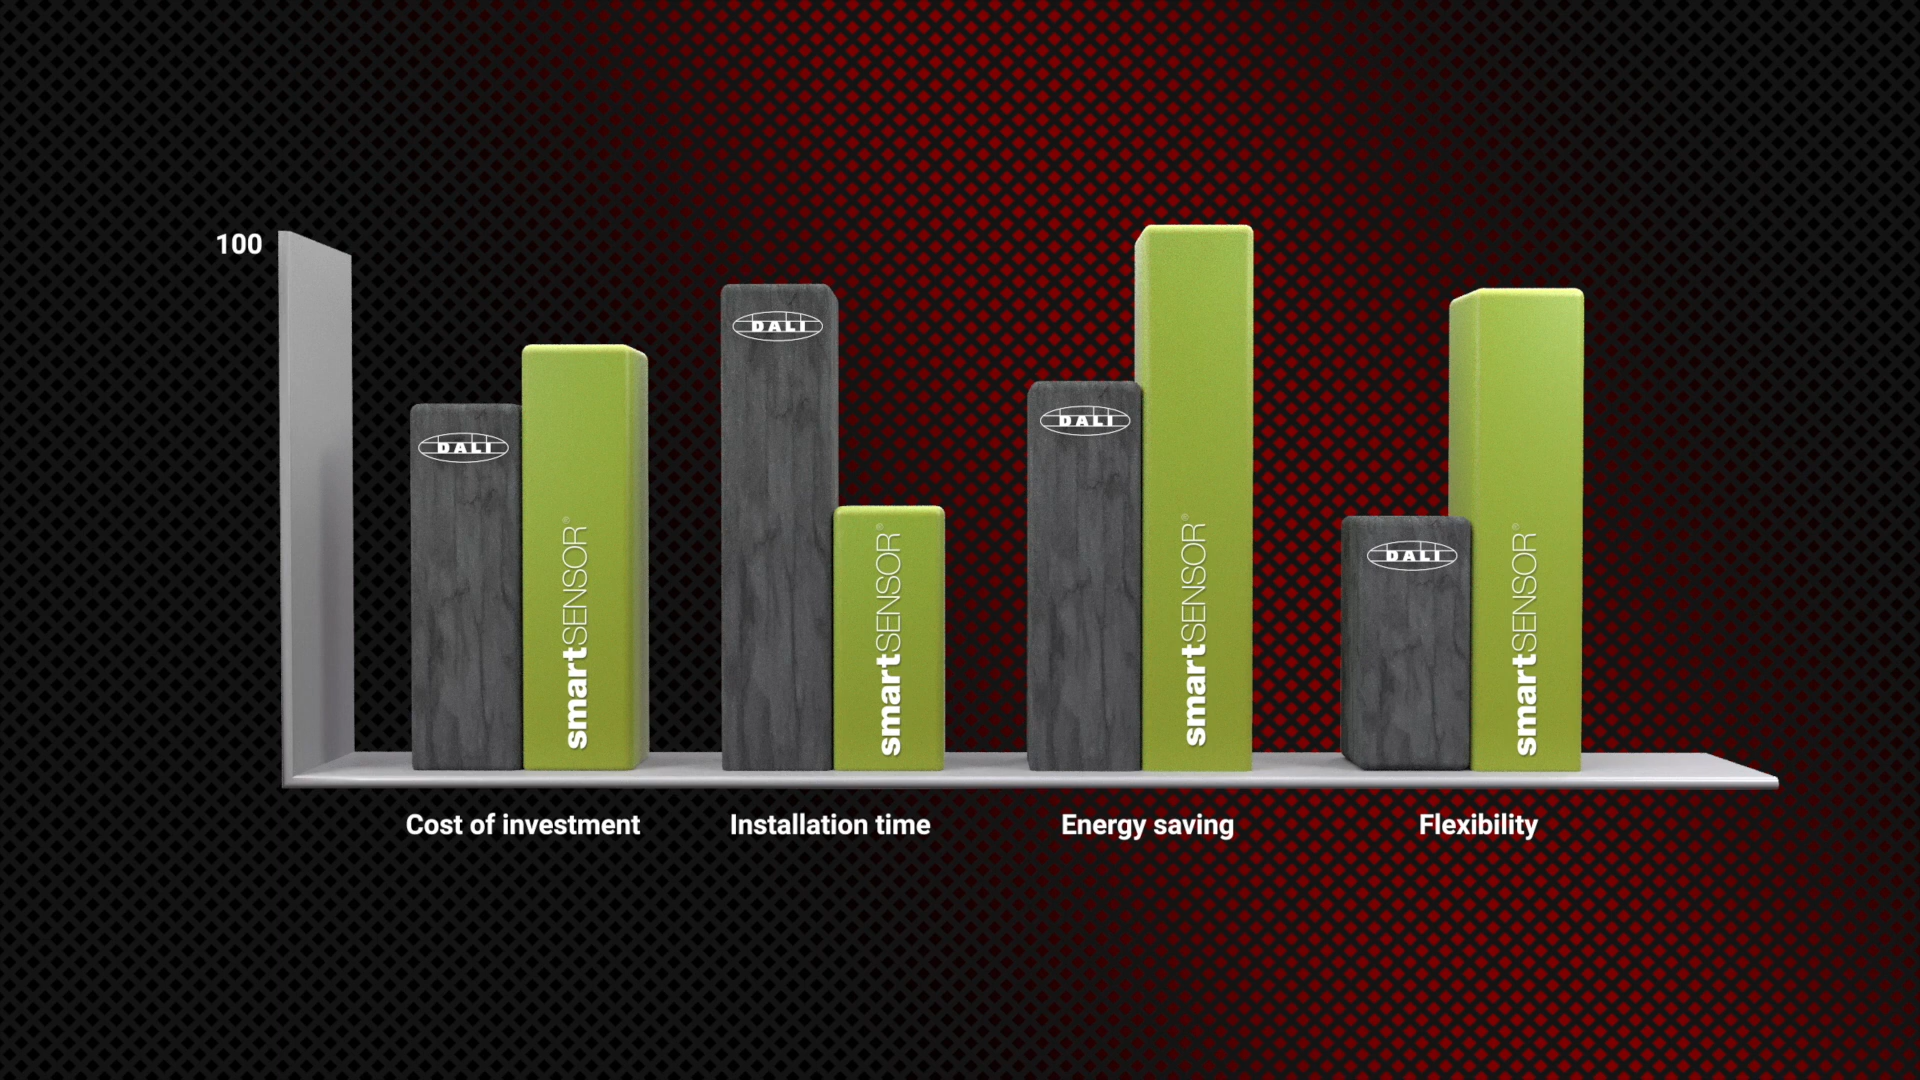 100
DALI
smartSENSOR®
DALI
smartSENSOR®
DALI
smartSENSOR®
DALI
smartSENSOR®
Cost of investment
Installation time
Energy saving
Flexibility